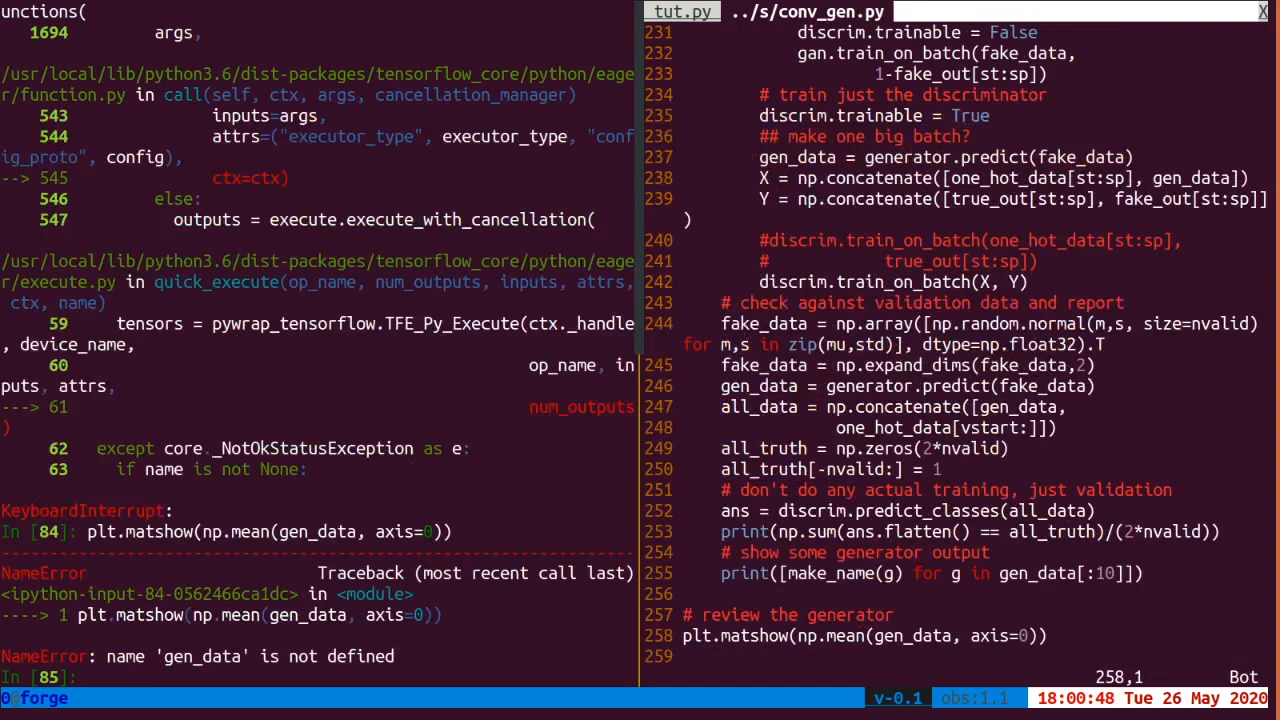 unctions(
   1694         args,
/usr/local/lib/python3.6/dist-packages/tensorflow_core/python/eage
r/function.py in call(self, ctx, args, cancellation_manager)
    543               inputs=args,
    544               attrs=("executor_type", executor_type, "conf
ig_proto", config),
--> 545               ctx=ctx)
    546         else:
    547           outputs = execute.execute_with_cancellation(
/usr/local/lib/python3.6/dist-packages/tensorflow_core/python/eage
r/execute.py in quick_execute(op_name, num_outputs, inputs, attrs,
 ctx, name)
     59     tensors = pywrap_tensorflow.TFE_Py_Execute(ctx._handle
, device_name,
     60                                                op_name, in
puts, attrs,
---> 61                                                num_outputs
)
     62   except core._NotOkStatusException as e:
     63     if name is not None:
KeyboardInterrupt:
In [84]: plt.matshow(np.mean(gen_data, axis=0))
------------------------------------------------------------------
NameError                        Traceback (most recent call last)
<ipython-input-84-0562466ca1dc> in <module>
----> 1 plt.matshow(np.mean(gen_data, axis=0))
NameError: name 'gen_data' is not defined
In [85]:
tut.py  ../s/conv_gen.py X
231             discrim.trainable = False
232             gan.train_on_batch(fake_data,
233                     1-fake_out[st:sp])
234         # train just the discriminator
235         discrim.trainable = True
236         ## make one big batch?
237         gen_data = generator.predict(fake_data)
238         X = np.concatenate([one_hot_data[st:sp], gen_data])
239         Y = np.concatenate([true_out[st:sp], fake_out[st:sp]]
)
240         #discrim.train_on_batch(one_hot_data[st:sp],
241         #            true_out[st:sp])
242         discrim.train_on_batch(X, Y)
243     # check against validation data and report
244     fake_data = np.array([np.random.normal(m,s, size=nvalid)
for m,s in zip(mu,std)], dtype=np.float32).T
245     fake_data = np.expand_dims(fake_data,2)
246     gen_data = generator.predict(fake_data)
247     all_data = np.concatenate([gen_data,
248                 one_hot_data[vstart:]])
249     all_truth = np.zeros(2*nvalid)
250     all_truth[-nvalid:] = 1
251     # don't do any actual training, just validation
252     ans = discrim.predict_classes(all_data)
253     print(np.sum(ans.flatten() == all_truth)/(2*nvalid))
254     # show some generator output
255     print([make_name(g) for g in gen_data[:10]])
256
257 # review the generator
258 plt.matshow(np.mean(gen_data, axis=0))
259
258,1 Bot
0@forge v-0.1 obs:1.1 18:00:48 Tue 26 May 2020